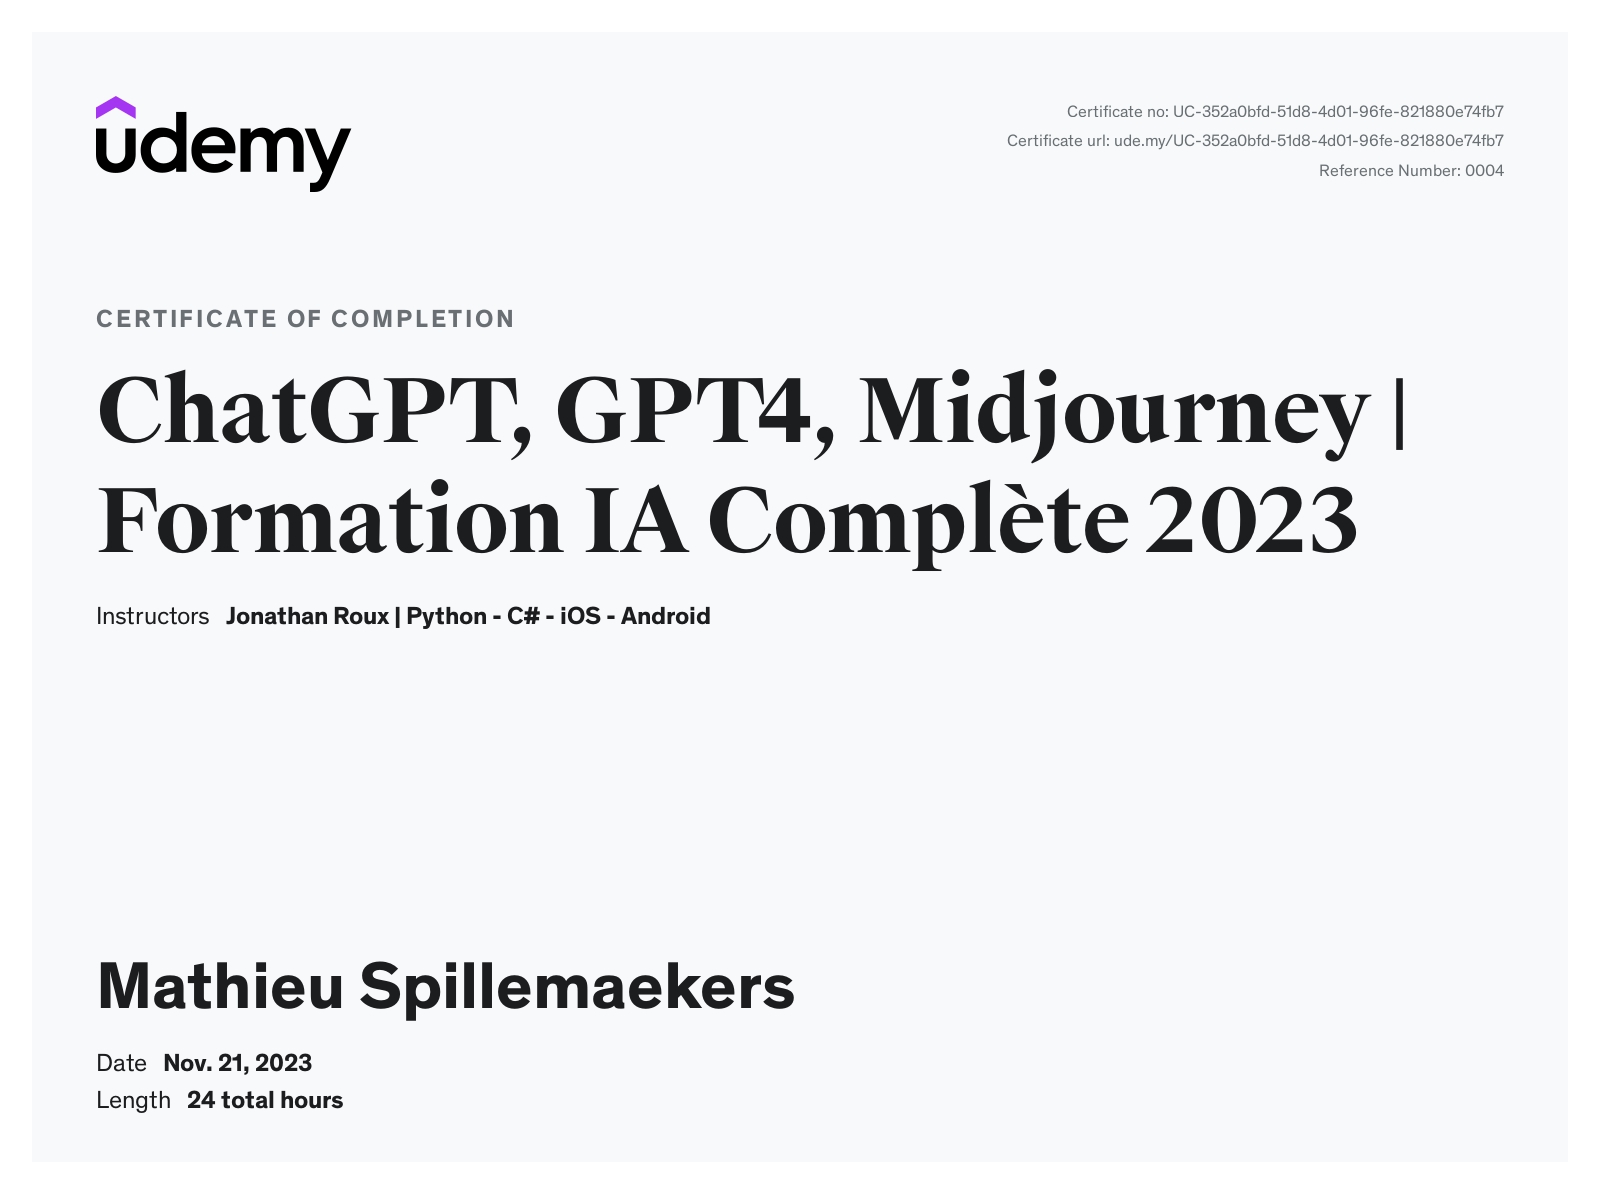 udemy
Certificate no: UC-352a0bfd-51d8-4d01-96fe-821880e74fb7
Certificate url: ude.my/UC-352a0bfd-51d8-4d01-96fe-821880e74fb7
Reference Number: 0004
CERTIFICATE OF COMPLETION
ChatGPT, GPT4, Midjourney |
Formation IA Complète 2023
Instructors Jonathan Roux | Python - C# - iOS - Android
Mathieu Spillemaekers
Date Nov. 21, 2023
Length 24 total hours